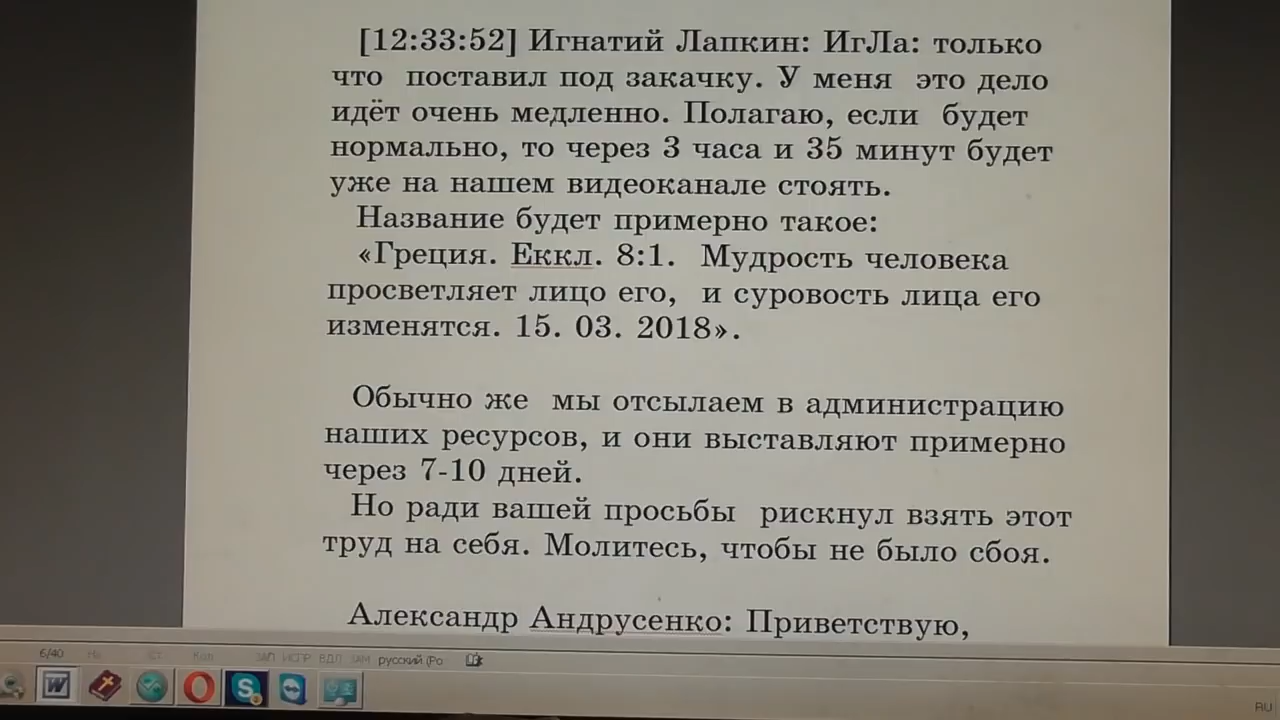 [12:33:52] Игнатий Лапкин: ИгЛа: только
что поставил под закачку. У меня это дело
идёт очень медленно. Полагаю, если будет
нормально, то через 3 часа и 35 минут будет
уже на нашем видеоканале стоять.
Название будет примерно такое:
«Греция. Еккл. 8:1. Мудрость человека
просветляет лицо его, и суровость лица его
изменятся. 15. 03. 2018».
Обычно же мы отсылаем в администрацию
наших ресурсов, и они выставляют примерно
через 7-10 дней.
Но ради вашей просьбы рискнул взять этот
труд на себя. Молитесь, чтобы не было сбоя.
Александр Андрусенко: Приветствую,
6/40 На Ст Кол ЗАП ИСПР ВДЛ ЗАМ русский (Ро
RU